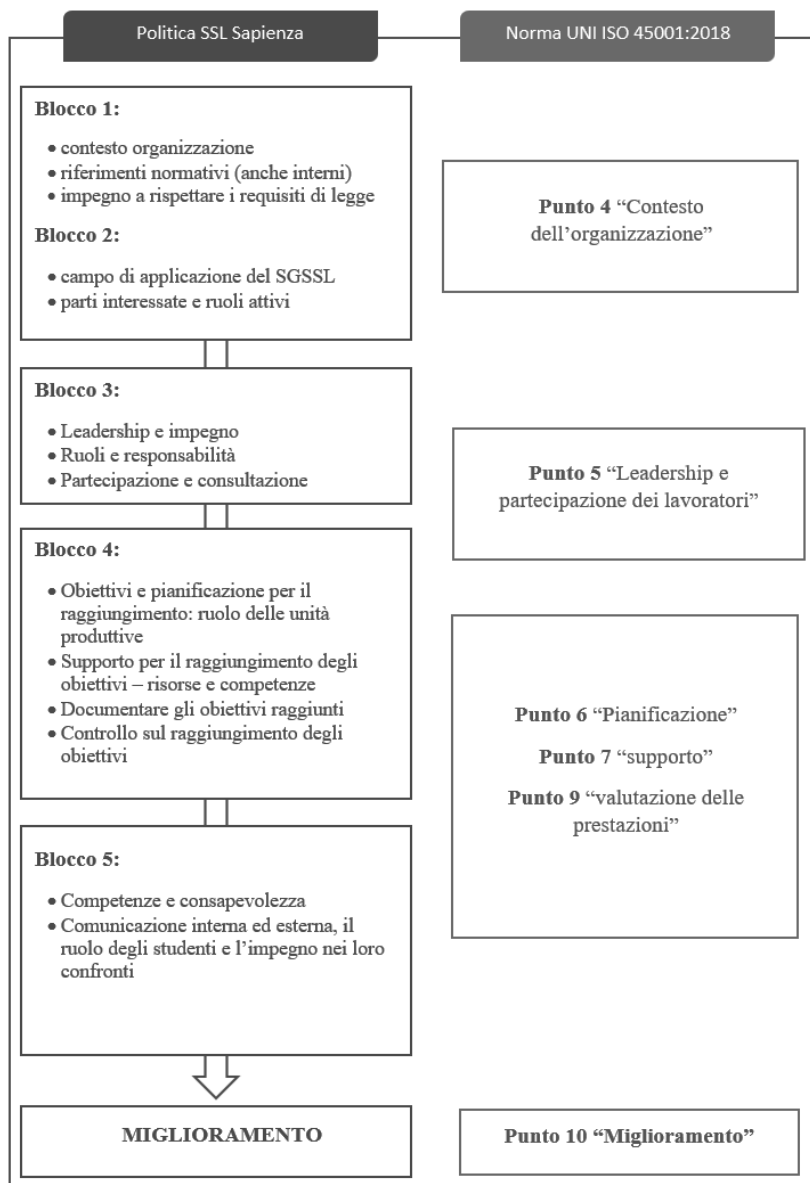 Politica SSL Sapienza
Norma UNI ISO 45001:2018
Blocco 1:
• contesto organizzazione
• riferimenti normativi (anche interni)
• impegno a rispettare i requisiti di legge
Blocco 2:
• campo di applicazione del SGSSL
• parti interessate e ruoli attivi
Punto 4 “Contesto
dell’organizzazione”
Blocco 3:
• Leadership e impegno
• Ruoli e responsabilità
• Partecipazione e consultazione
Punto 5 “Leadership e
partecipazione dei lavoratori”
Blocco 4:
• Obiettivi e pianificazione per il
raggiungimento: ruolo delle unità
produttive
• Supporto per il raggiungimento degli
obiettivi – risorse e competenze
• Documentare gli obiettivi raggiunti
• Controllo sul raggiungimento degli
obiettivi
Blocco 5:
• Competenze e consapevolezza
• Comunicazione interna ed esterna, il
ruolo degli studenti e l’impegno nei loro
confronti
Punto 6 “Pianificazione”
Punto 7 “supporto”
Punto 9 “valutazione delle
prestazioni”
MIGLIORAMENTO
Punto 10 “Miglioramento”